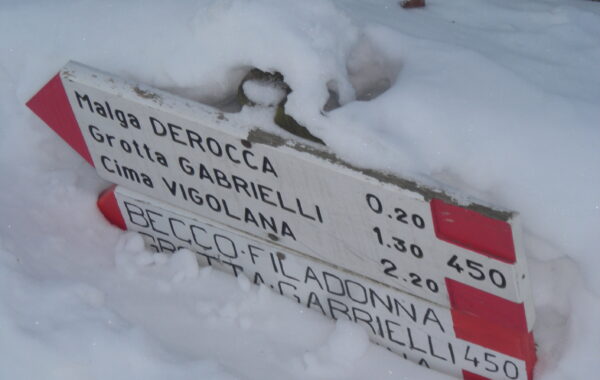 Malga DEROCCA 0.20
Grotta GABRIELLI 1.30 450
Cima VIGOLANA 2.20
BECCO·FILADONNA
GROTTA·GABRIELLI 450